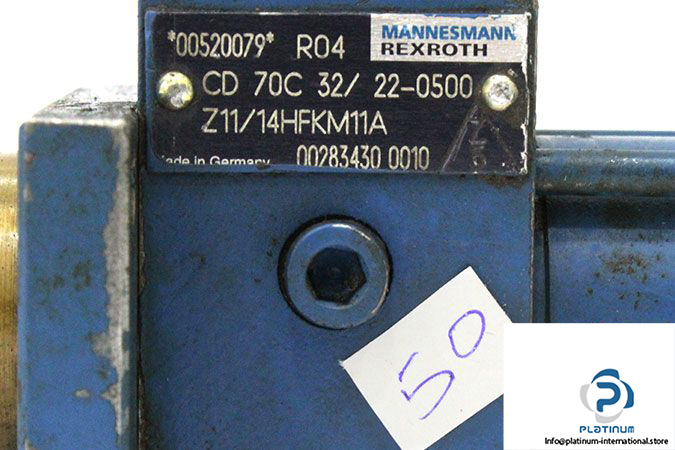 *00520079* R04
MANNESMANN
REXROTH
CD 70C 32/ 22-0500
Z11/14HFKM11A
Made in Germany 00283430 0010
50
PLATINUM
Info@platinum-international.store